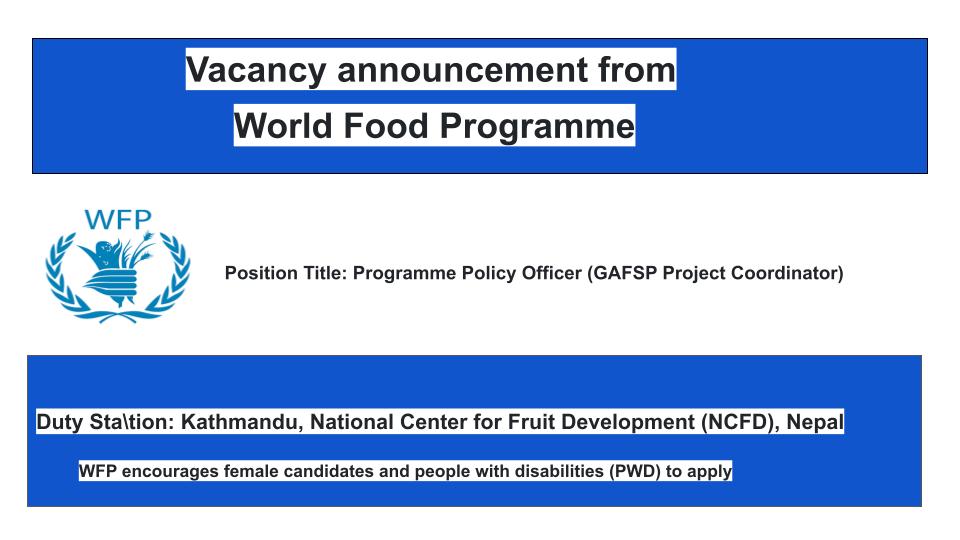 Vacancy announcement from
World Food Programme
WFP
Position Title: Programme Policy Officer (GAFSP Project Coordinator)
Duty Sta\tion: Kathmandu, National Center for Fruit Development (NCFD), Nepal
WFP encourages female candidates and people with disabilities (PWD) to apply